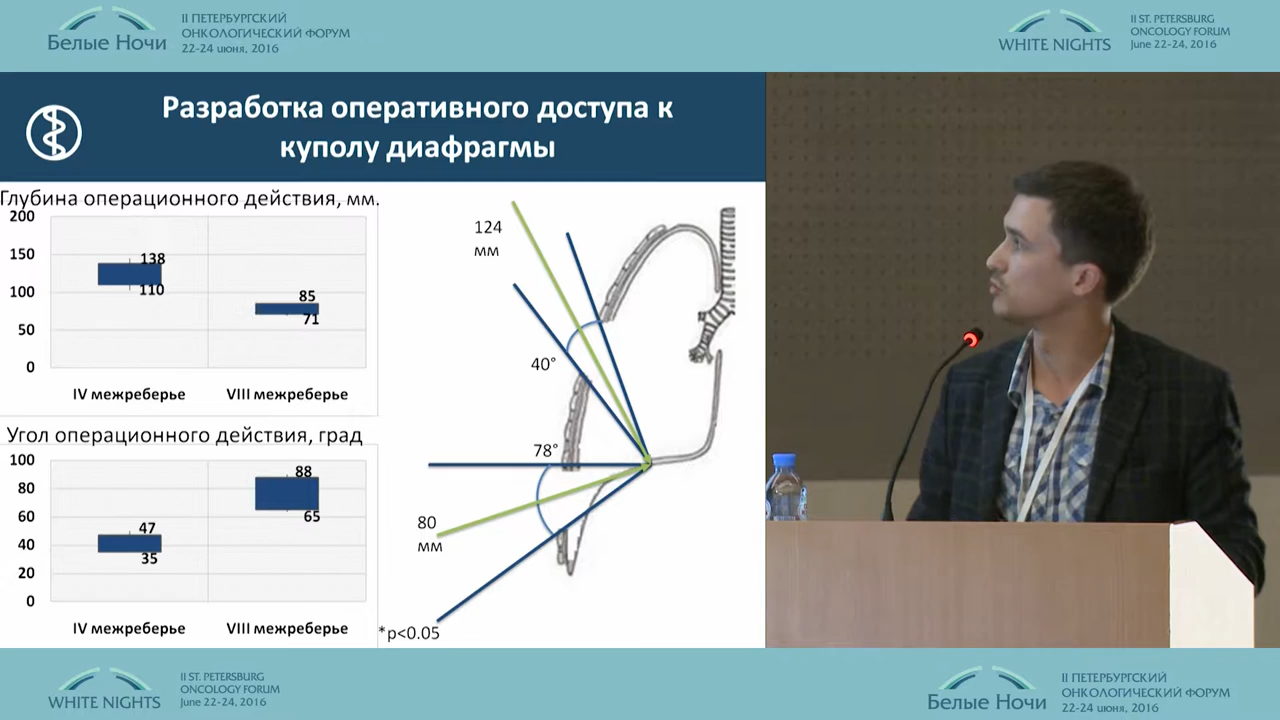 Белые Ночи
II ПЕТЕРБУРГСКИЙ
ОНКОЛОГИЧЕСКИЙ ФОРУМ
22-24 июня, 2016
WHITE NIGHTS
II ST. PETERSBURG
ONCOLOGY FORUM
June 22-24, 2016
Разработка оперативного доступа к
куполу диафрагмы
Глубина операционного действия, мм.
200
150
100
50
0
138
110
85
71
IV межреберье
VIII межреберье
Угол операционного действия, град
100
80
60
40
20
0
47
35
88
65
IV межреберье
VIII межреберье
124
мм
40°
78°
80
мм
*p<0.05
WHITE NIGHTS
II ST. PETERSBURG
ONCOLOGY FORUM
June 22-24, 2016
Белые Ночи
II ПЕТЕРБУРГСКИЙ
ОНКОЛОГИЧЕСКИЙ ФОРУМ
22-24 июня, 2016